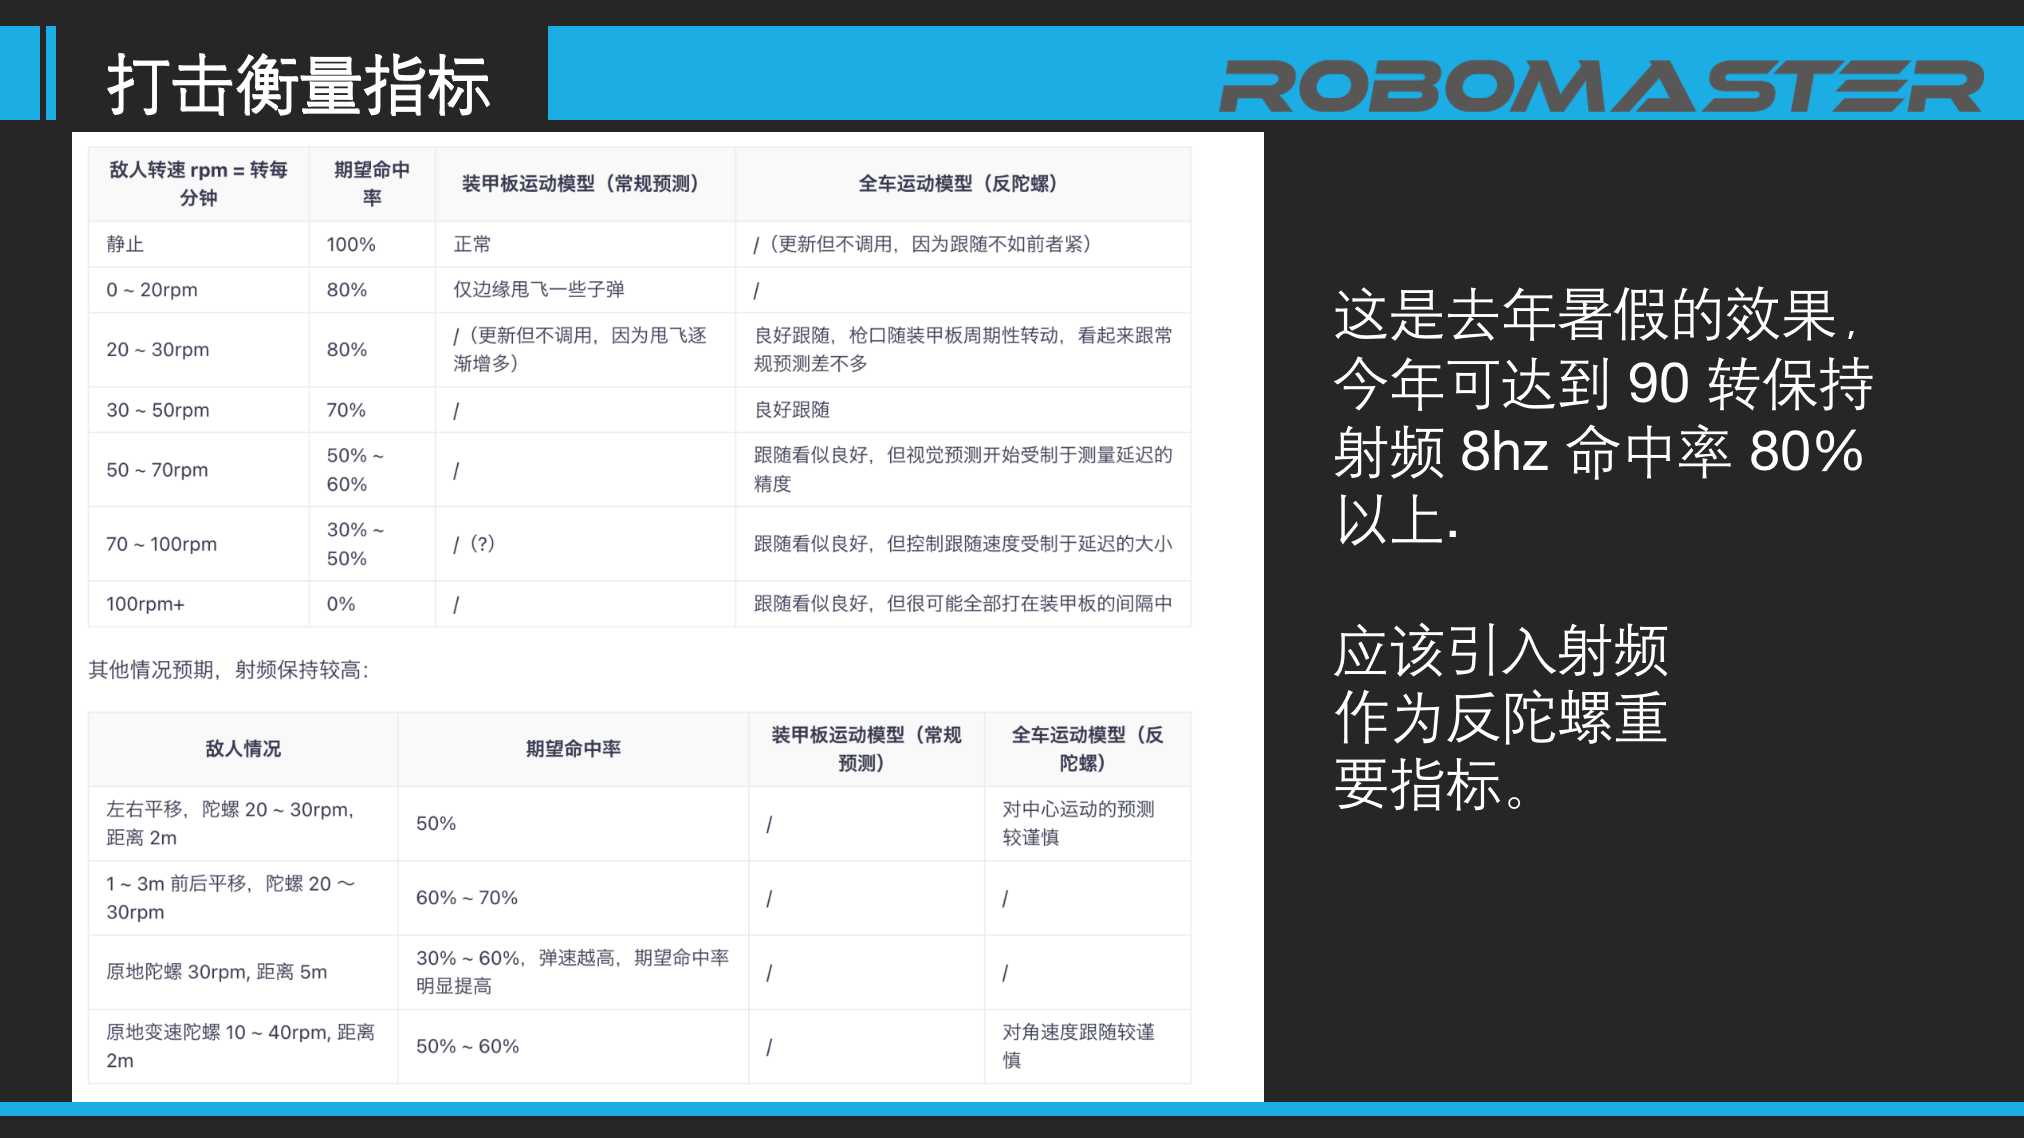 打击衡量指标
ROBOMASTER
敌人转速 rpm = 转每
分钟
期望命中
率
装甲板运动模型（常规预测）
全车运动模型（反陀螺）
静止
100%
正常
/（更新但不调用，因为跟随不如前者紧）
0 ~ 20rpm
80%
仅边缘甩飞一些子弹
/
20 ~ 30rpm
80%
/（更新但不调用，因为甩飞逐
渐增多）
良好跟随，枪口随装甲板周期性转动，看起来跟常
规预测差不多
30 ~ 50rpm
70%
/
良好跟随
50 ~ 70rpm
50% ~
60%
/
跟随看似良好，但视觉预测开始受制于测量延迟的
精度
70 ~ 100rpm
30% ~
50%
/（?）
跟随看似良好，但控制跟随速度受制于延迟的大小
100rpm+
0%
/
跟随看似良好，但很可能全部打在装甲板的间隔中
其他情况预期，射频保持较高：
敌人情况
期望命中率
装甲板运动模型（常规
预测）
全车运动模型（反
陀螺）
左右平移，陀螺 20 ~ 30rpm,
距离 2m
50%
/
对中心运动的预测
较谨慎
1 ~ 3m 前后平移，陀螺 20 ～
30rpm
60% ~ 70%
/
/
原地陀螺 30rpm, 距离 5m
30% ~ 60%，弹速越高，期望命中率
明显提高
/
/
原地变速陀螺 10 ~ 40rpm, 距离
2m
50% ~ 60%
/
对角速度跟随较谨
慎
这是去年暑假的效果，
今年可达到 90 转保持
射频 8hz 命中率 80%
以上.
应该引入射频
作为反陀螺重
要指标。